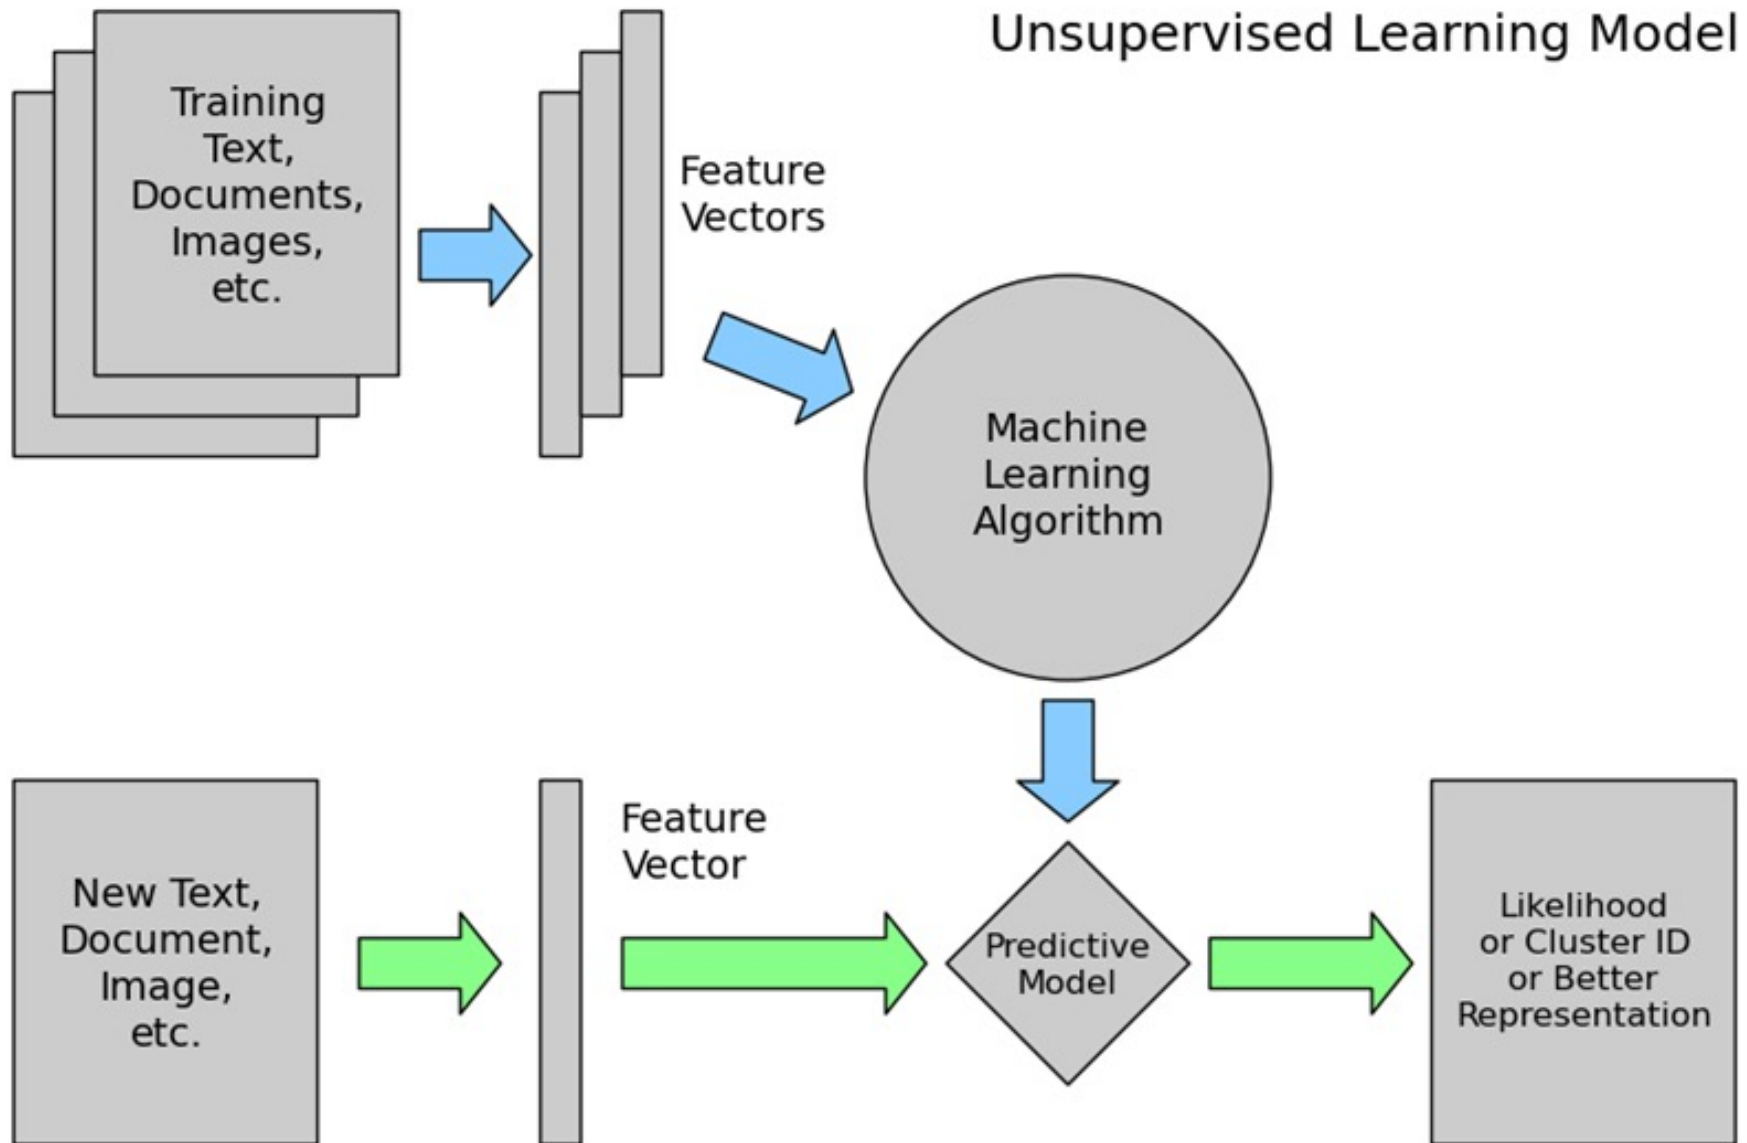 Unsupervised Learning Model
Training
Text,
Documents,
Images,
etc.
Feature
Vectors
Machine
Learning
Algorithm
New Text,
Document,
Image,
etc.
Feature
Vector
Predictive
Model
Likelihood
or Cluster ID
or Better
Representation